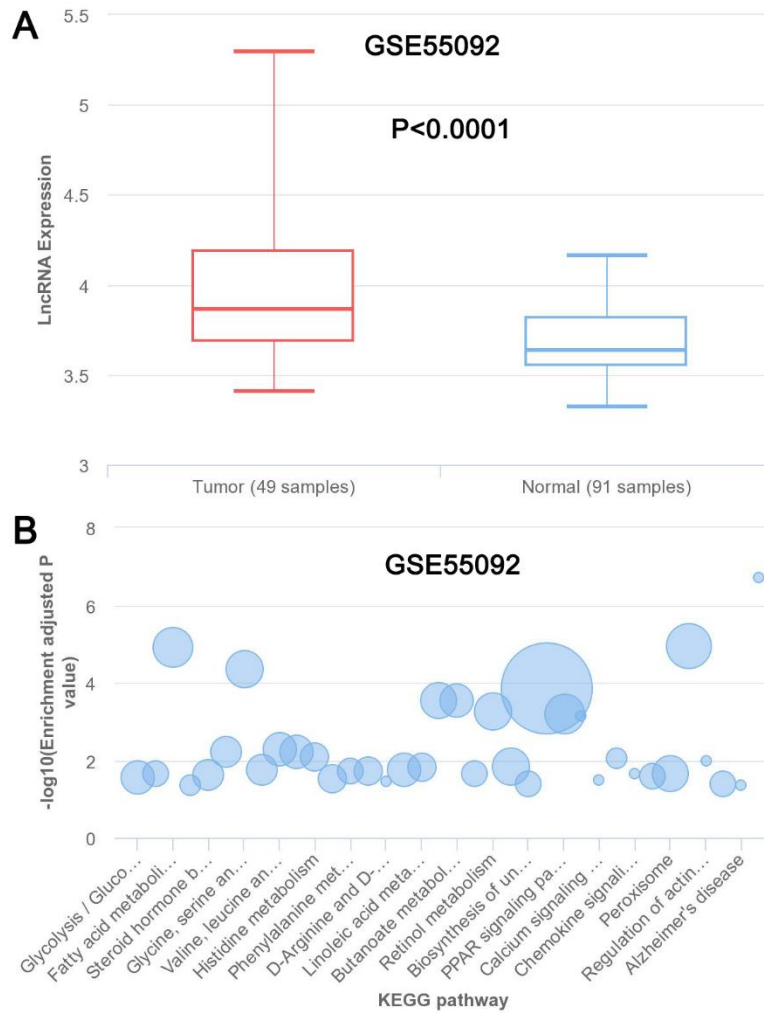 A
GSE55092
P<0.0001
LncRNA Expression
5.5
5
4.5
4
3.5
3
Tumor (49 samples)
Normal (91 samples)
B
GSE55092
-log10(Enrichment adjusted P
value)
8
6
4
2
0
Glycolysis / Gluco...
Fatty acid metaboli...
Steroid hormone b...
Glycine, serine an...
Valine, leucine an...
Histidine metabolism
Phenylalanine met...
D-Arginine and D-...
Linoleic acid meta...
Butanoate metabol...
Retinol metabolism
Biosynthesis of un...
PPAR signaling pa...
Calcium signaling ...
Chemokine signali...
Peroxisome
Regulation of actin...
Alzheimer's disease
KEGG pathway